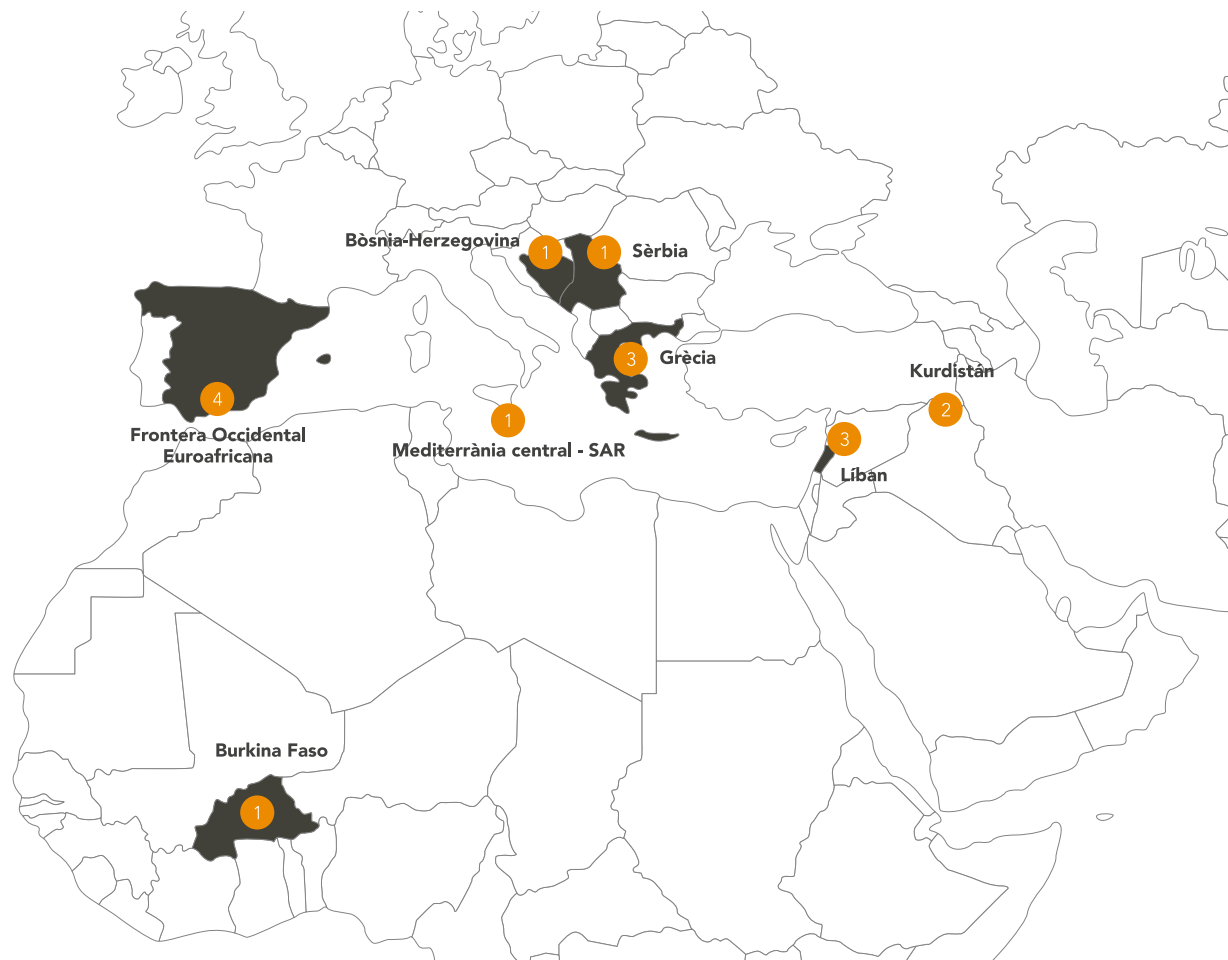 Bòsnia-Herzegovina
1
1
Sèrbia
3
Grècia
Kurdistán
2
4
Frontera Occidental
Euroafricana
1
Mediterrània central - SAR
3
Líban
Burkina Faso
1